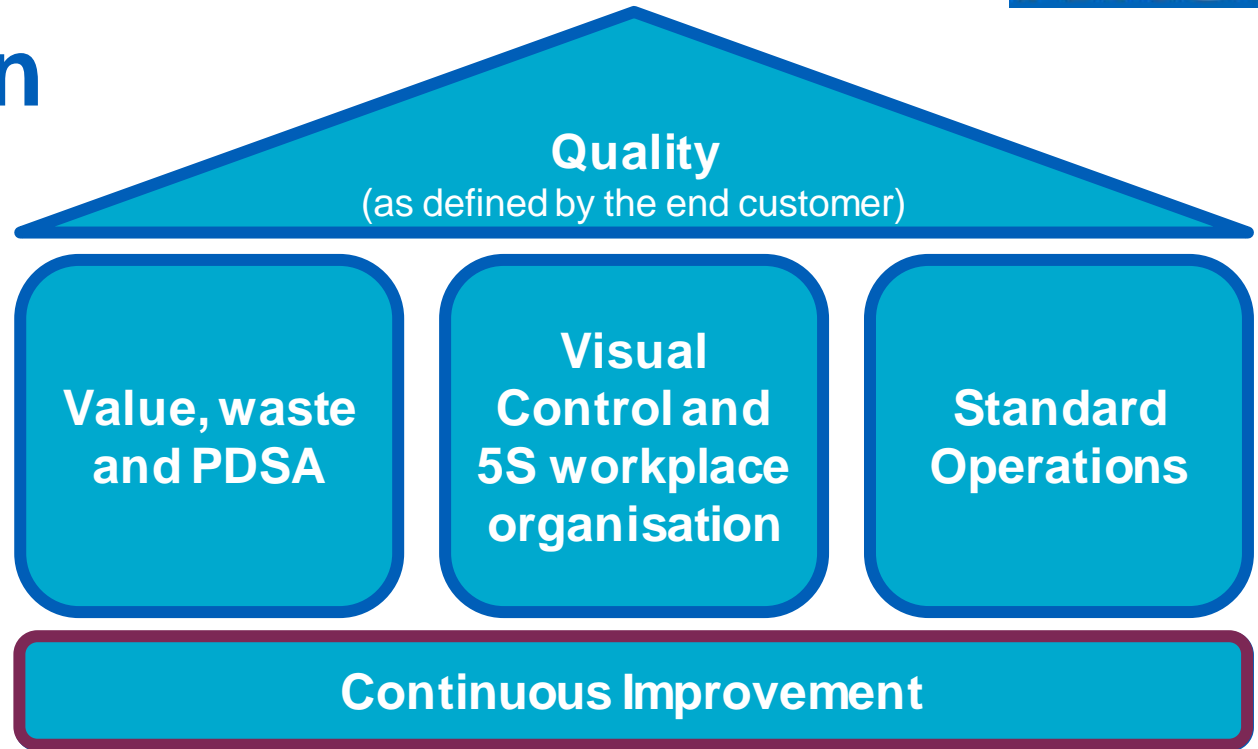 n
Quality
(as defined by the end customer)
Value, waste
and PDSA
Visual
Control and
5S workplace
organisation
Standard
Operations
Continuous Improvement